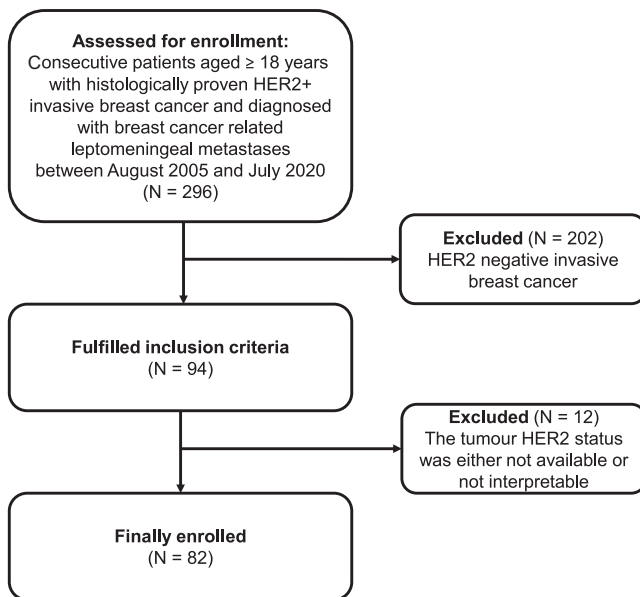 Assessed for enrollment:
Consecutive patients aged ≥ 18 years
with histologically proven HER2+
invasive breast cancer and diagnosed
with breast cancer related
leptomeningeal metastases
between August 2005 and July 2020
(N = 296)
Excluded (N = 202)
HER2 negative invasive
breast cancer
Fulfilled inclusion criteria
(N = 94)
Excluded (N = 12)
The tumour HER2 status
was either not available or
not interpretable
Finally enrolled
(N = 82)